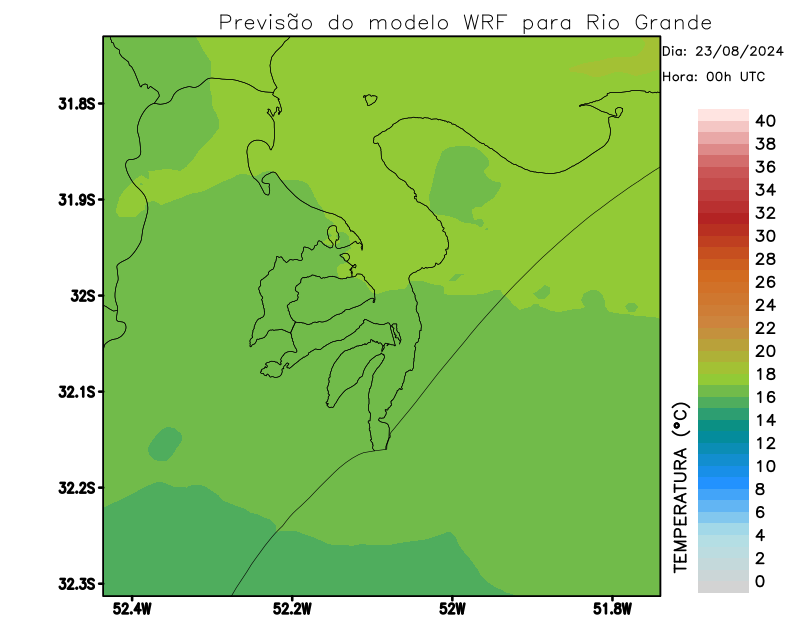 Previsão do modelo WRF para Rio Grande
Dia: 23/08/2024
Hora: 00h UTC
31.8S
31.9S
32S
32.1S
32.2S
32.3S
52.4W
52.2W
52W
51.8W
TEMPERATURA (°C)
40
38
36
34
32
30
28
26
24
22
20
18
16
14
12
10
8
6
4
2
0